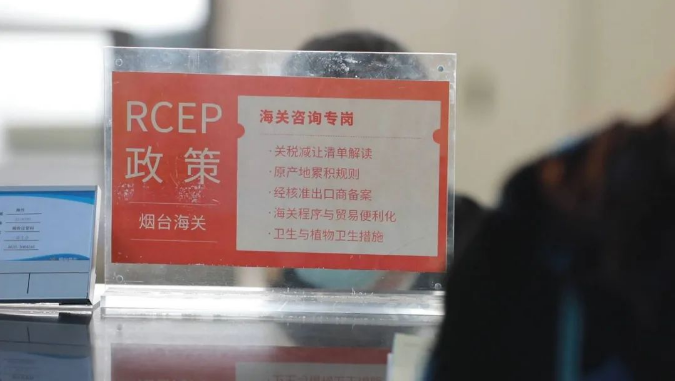 RCEP
政策
烟台海关
海关咨询专岗
·关税减让清单解读
·原产地累积规则
·经核准出口商备案
·海关程序与贸易便利化
·卫生与植物卫生措施